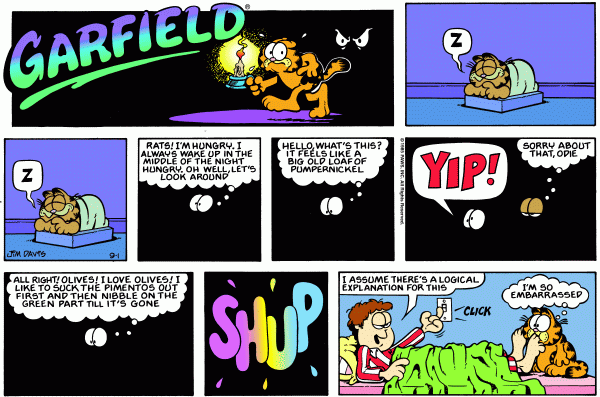 GARFIELD
®
Z
Z
JIM DAVIS
9-1
RATS! I'M HUNGRY. I
ALWAYS WAKE UP IN THE
MIDDLE OF THE NIGHT
HUNGRY. OH WELL, LET'S
LOOK AROUND
HELLO, WHAT'S THIS?
IT FEELS LIKE A
BIG OLD LOAF OF
PUMPERNICKEL
YIP!
SORRY ABOUT
THAT, ODIE
ALL RIGHT! OLIVES! I LOVE OLIVES! I
LIKE TO SUCK THE PIMENTOS OUT
FIRST AND THEN NIBBLE ON THE
GREEN PART TILL IT'S GONE
SHUP
I ASSUME THERE'S A LOGICAL
EXPLANATION FOR THIS
CLICK
I'M SO
EMBARRASSED